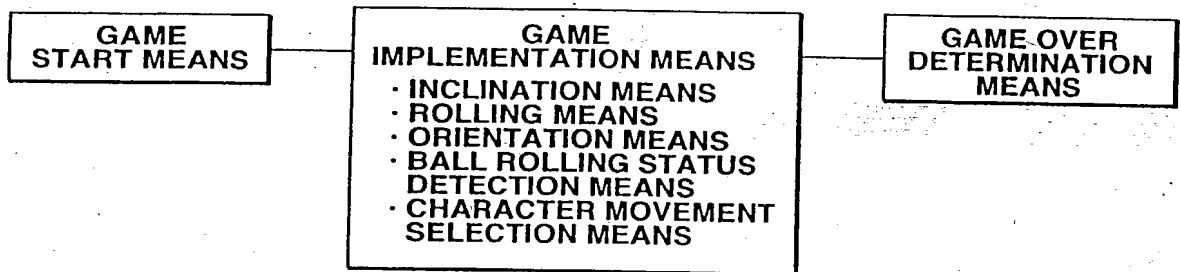 GAME
START MEANS
GAME
IMPLEMENTATION MEANS
· INCLINATION MEANS
· ROLLING MEANS
· ORIENTATION MEANS
· BALL ROLLING STATUS
DETECTION MEANS
· CHARACTER MOVEMENT
SELECTION MEANS
GAME OVER
DETERMINATION
MEANS